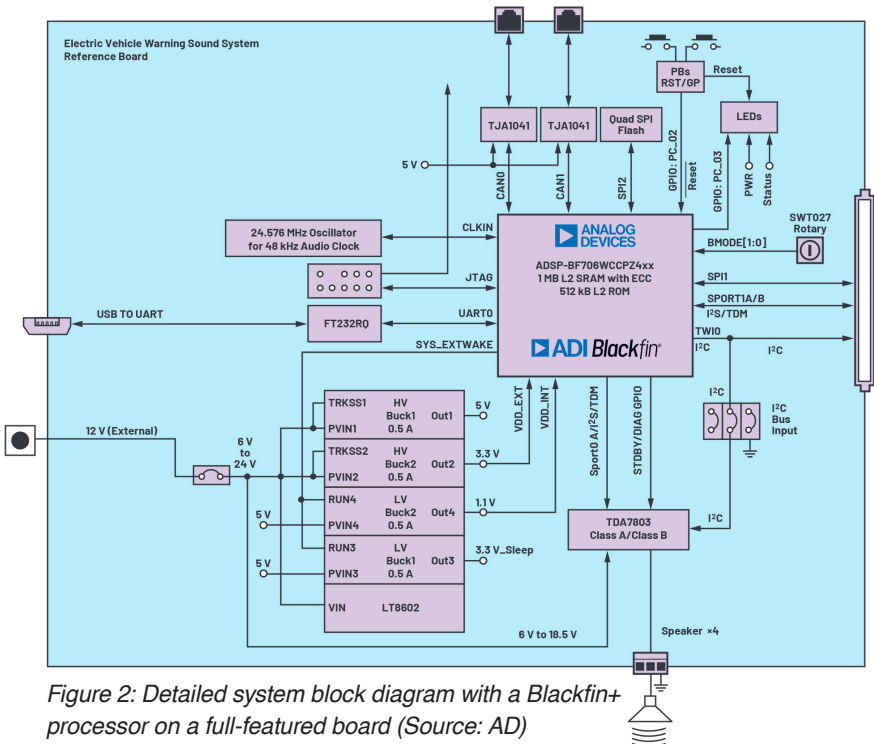 Electric Vehicle Warning Sound System
Reference Board
PBs
RST/GP
Reset
LEDs
TJA1041
TJA1041
Quad SPI
Flash
5 V
CAN0
CAN1
SPI2
GPIO: PC_02
Reset
GPIO: PC_03
PWR
Status
24.576 MHz Oscillator
for 48 kHz Audio Clock
CLKIN
ANALOG
DEVICES
ADSP-BF706WCCPZ4xx
1 MB L2 SRAM with ECC
512 kB L2 ROM
ADI Blackfin®
SWT027
Rotary
BMODE[1:0]
JTAG
SPI1
SPORT1A/B
I²S/TDM
USB TO UART
FT232RQ
UART0
TWI0
I²C
I²C
SYS_EXTWAKE
VDD_EXT
VDD_INT
Sport0 A/I²S/TDM
STDBY/DIAG GPIO
I²C
I²C
Bus
Input
I²C
12 V (External)
6 V
to
24 V
TRKSS1
HV
Buck1
0.5 A
Out1
5 V
PVIN1
TRKSS2
HV
Buck2
0.5 A
Out2
3.3 V
PVIN2
RUN4
LV
Buck2
0.5 A
Out4
1.1 V
5 V
PVIN4
RUN3
LV
Buck1
0.5 A
Out3
3.3 V_Sleep
5 V
PVIN3
VIN
LT8602
TDA7803
Class A/Class B
6 V to 18.5 V
Speaker ×4
Figure 2: Detailed system block diagram with a Blackfin+
processor on a full-featured board (Source: AD)